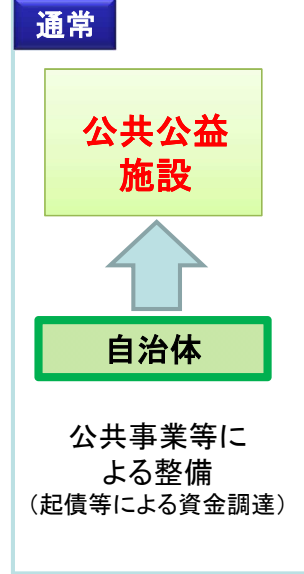 通常
公共公益
施設
自治体
公共事業等に
よる整備
（起債等による資金調達）